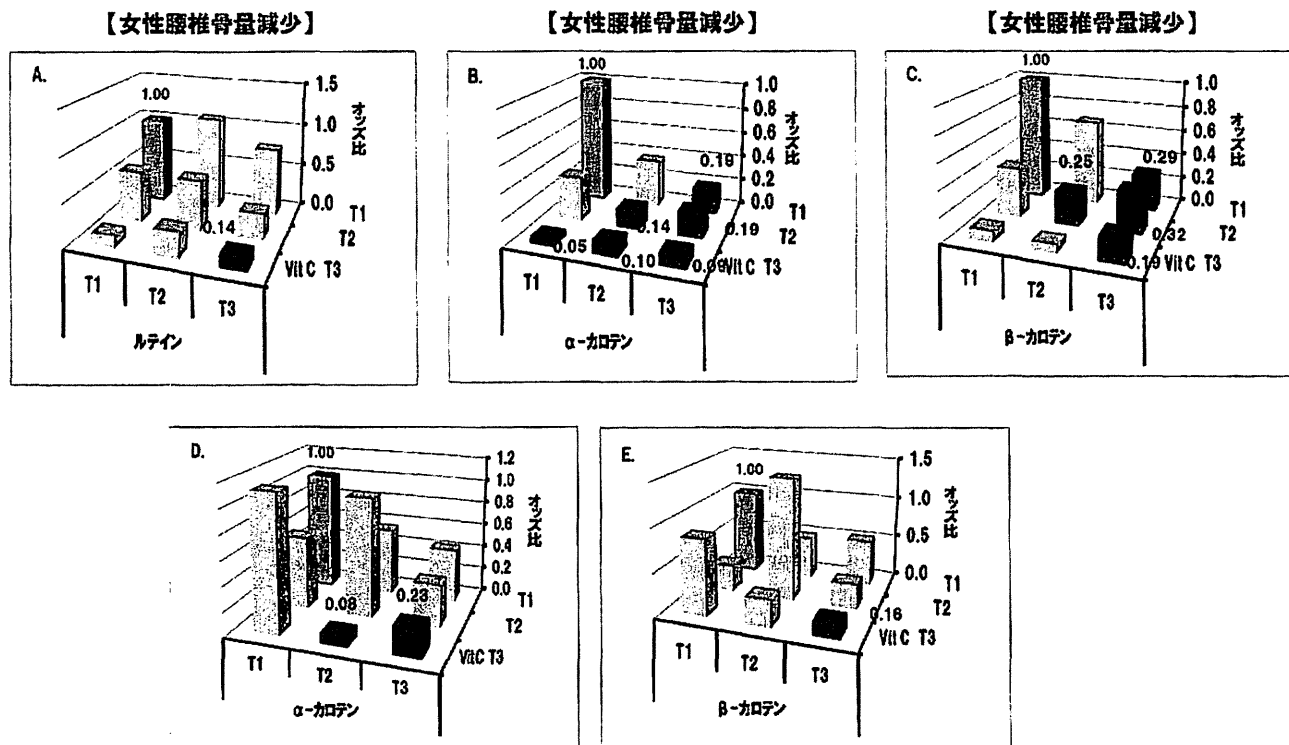 【女性腰椎骨量減少】
【女性腰椎骨量減少】
【女性腰椎骨量減少】
A.
1.00
0.14
1.5
1.0
0.5
0.0
オッズ比
T1
T2
Vit C T3
T1
T2
T3
ルテイン
B.
1.00
0.19
0.14
0.19
0.05
0.10
0.09
1.0
0.8
0.6
0.4
0.2
0.0
オッズ比
T1
T2
Vit C T3
T1
T2
T3
α-カロテン
C.
1.00
0.25
0.29
0.32
0.19
1.0
0.8
0.6
0.4
0.2
0.0
オッズ比
T1
T2
Vit C T3
T1
T2
T3
β-カロテン
D.
1.00
0.08
0.23
1.2
1.0
0.8
0.6
0.4
0.2
0.0
オッズ比
T1
T2
Vit C T3
T1
T2
T3
α-カロテン
E.
1.00
0.16
1.5
1.0
0.5
0.0
オッズ比
T1
T2
Vit C T3
T1
T2
T3
β-カロテン